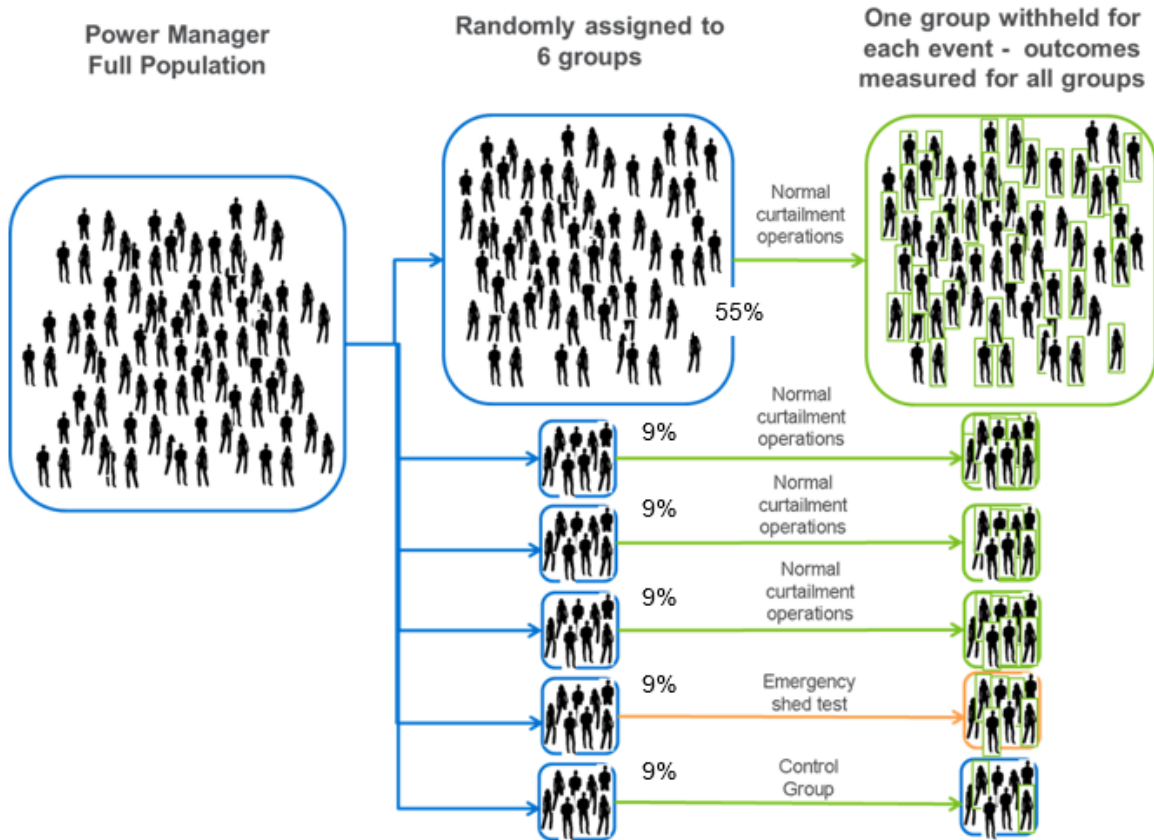 Power Manager
Full Population
Randomly assigned to
6 groups
One group withheld for
each event - outcomes
measured for all groups
Normal
curtailment
operations
55%
9%
Normal
curtailment
operations
9%
Normal
curtailment
operations
9%
Normal
curtailment
operations
9%
Emergency
shed test
9%
Control
Group